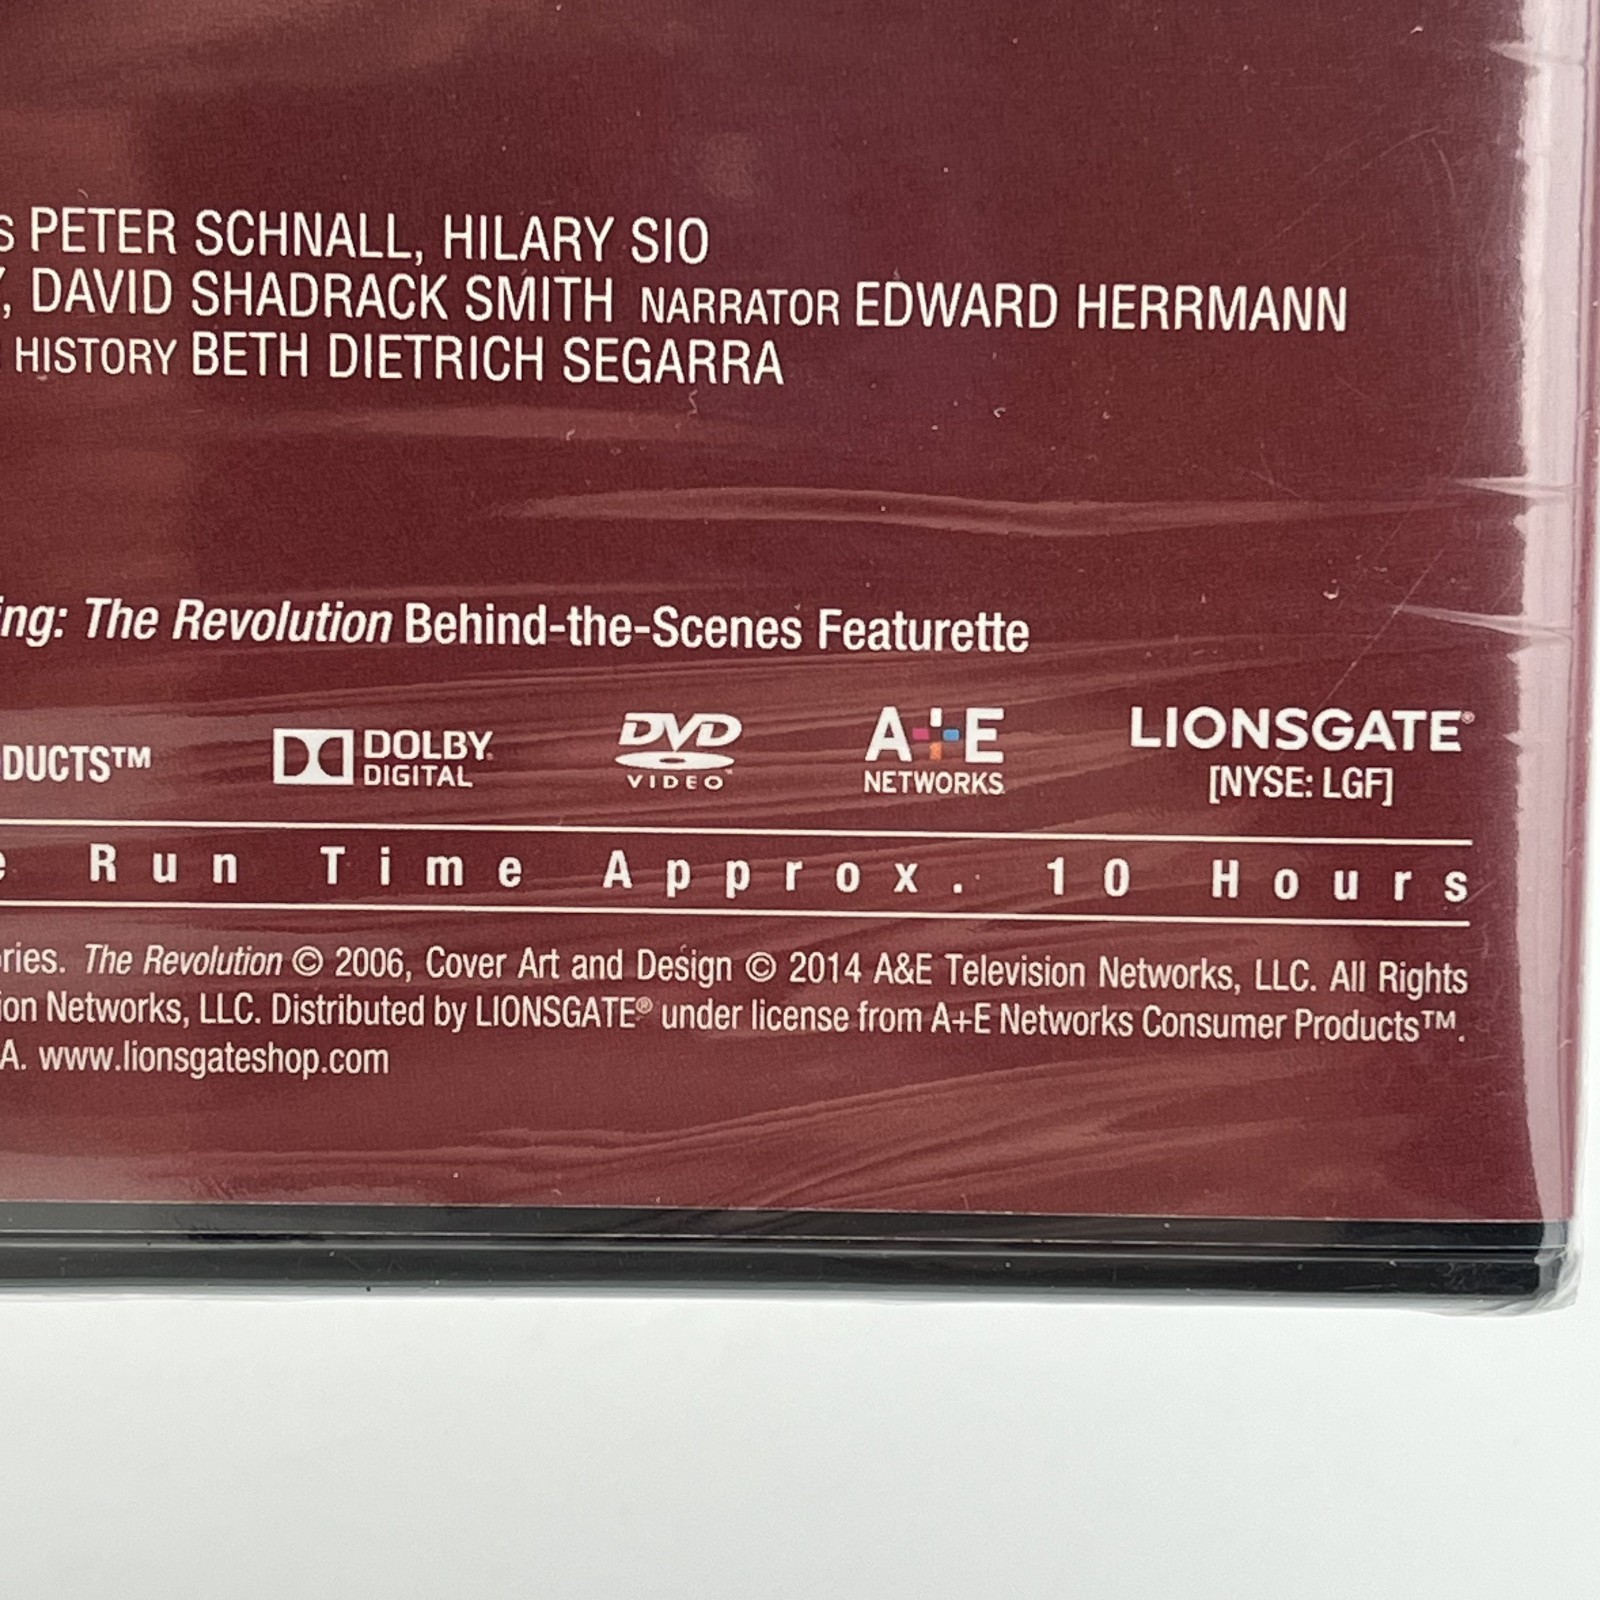 PETER SCHNALL, HILARY SIO
, DAVID SHADRACK SMITH NARRATOR EDWARD HERRMANN
HISTORY BETH DIETRICH SEGARRA
ing: The Revolution Behind-the-Scenes Featurette
DUCTS™ DOLBY DIGITAL DVD VIDEO™ A+E NETWORKS LIONSGATE®
[NYSE: LGF]
e Run Time Approx. 10 Hours
ries. The Revolution © 2006, Cover Art and Design © 2014 A&E Television Networks, LLC. All Rights
ion Networks, LLC. Distributed by LIONSGATE® under license from A+E Networks Consumer Products™.
A. www.lionsgateshop.com